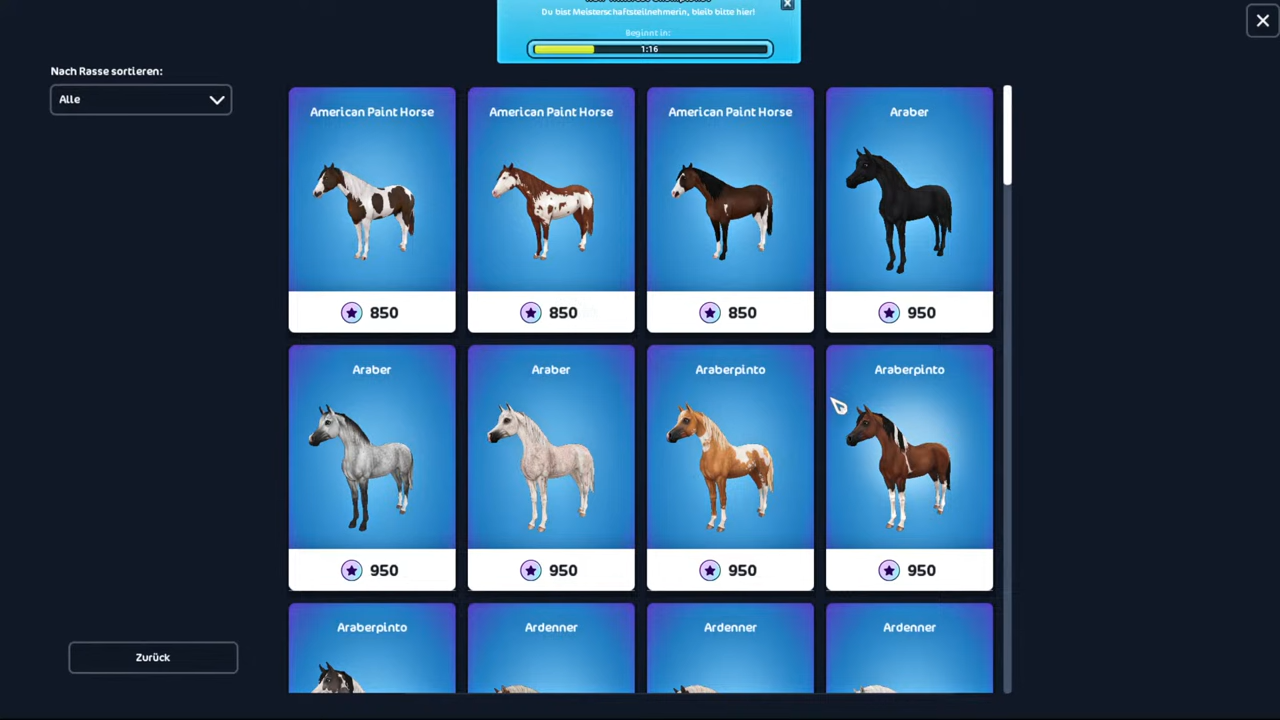 Du bist Meisterschaftsteilnehmerin, bleib bitte hier!
Beginnt in:
1:16
Nach Rasse sortieren:
Alle
American Paint Horse
American Paint Horse
American Paint Horse
Araber
850
850
850
950
Araber
Araber
Araberpinto
Araberpinto
950
950
950
950
Araberpinto
Ardenner
Ardenner
Ardenner
Zurück